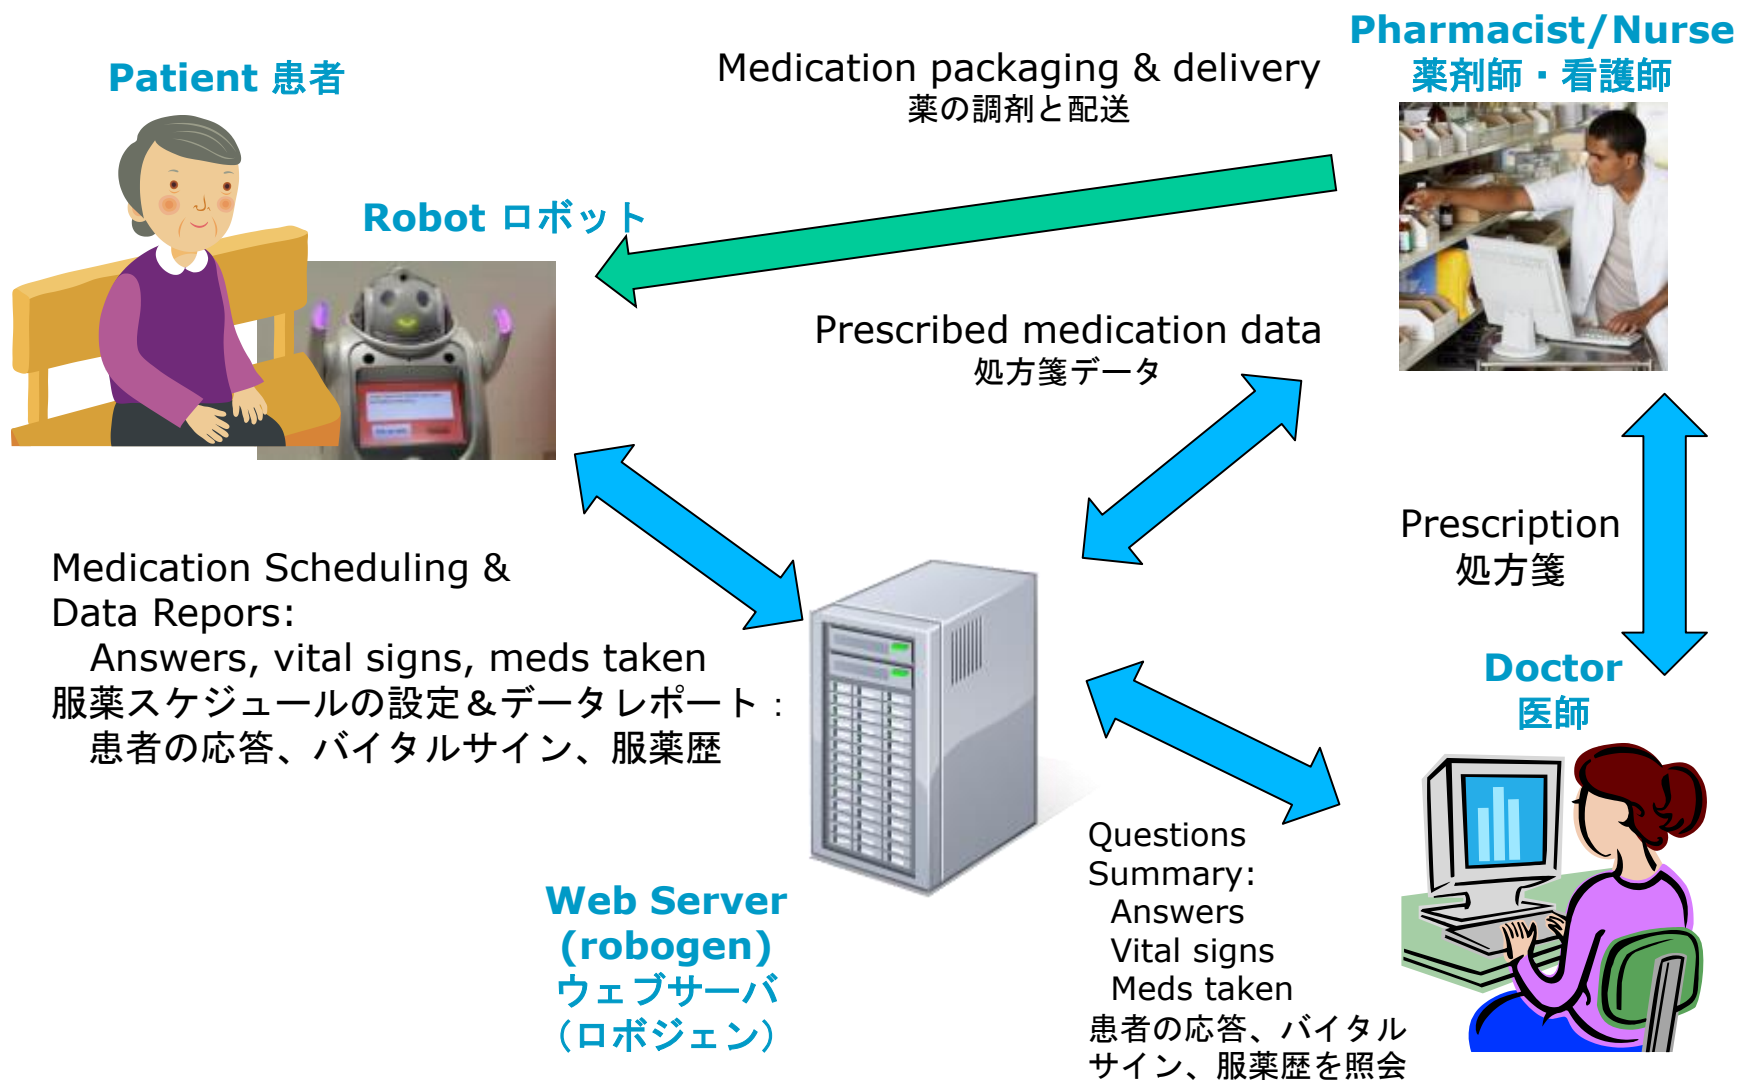 Pharmacist/Nurse
薬剤師・看護師
Patient 患者
Medication packaging & delivery
薬の調剤と配送
Robot ロボット
Prescribed medication data
処方箋データ
Prescription
処方箋
Medication Scheduling &
Data Repors:
Answers, vital signs, meds taken
服薬スケジュールの設定＆データレポート：
患者の応答、バイタルサイン、服薬歴
Doctor
医師
Web Server
(robogen)
ウェブサーバ
（ロボジェン）
Questions
Summary:
Answers
Vital signs
Meds taken
患者の応答、バイタル
サイン、服薬歴を照会